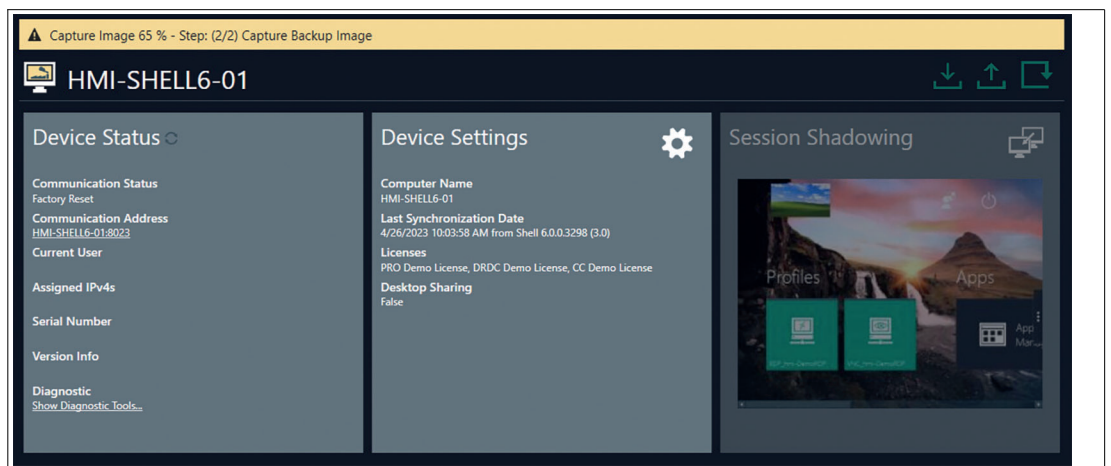 Capture Image 65 % - Step: (2/2) Capture Backup Image
HMI-SHELL6-01
Device Status
Communication Status
Factory Reset
Communication Address
HMI-SHELL6-01:8023
Current User
Assigned IPv4s
Serial Number
Version Info
Diagnostic
Show Diagnostic Tools...
Device Settings
Computer Name
HMI-SHELL6-01
Last Synchronization Date
4/26/2023 10:03:58 AM from Shell 6.0.0.3298 (3.0)
Licenses
PRO Demo License, DRDC Demo License, CC Demo License
Desktop Sharing
False
Session Shadowing
Profiles
Apps
App
Man...